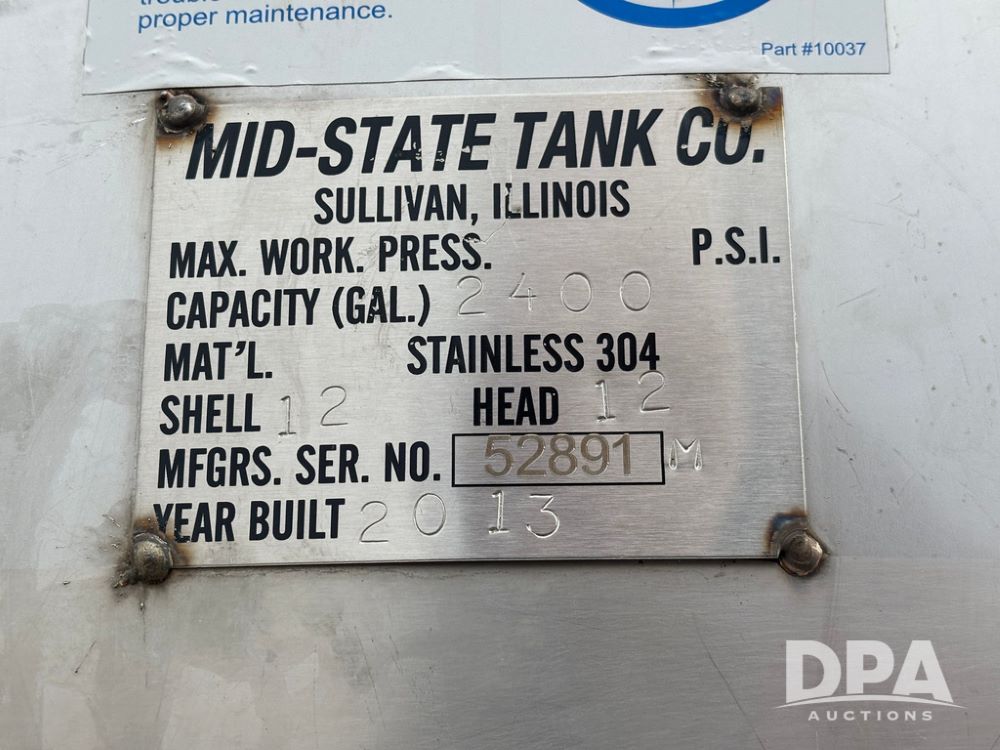 proper maintenance.
Part #10037
MID-STATE TANK CO.
SULLIVAN, ILLINOIS
MAX. WORK. PRESS. P.S.I.
CAPACITY (GAL.) 2400
MAT'L. STAINLESS 304
SHELL 12 HEAD 12
MFGRS. SER. NO. 52891 M
YEAR BUILT 2013
DPA
AUCTIONS